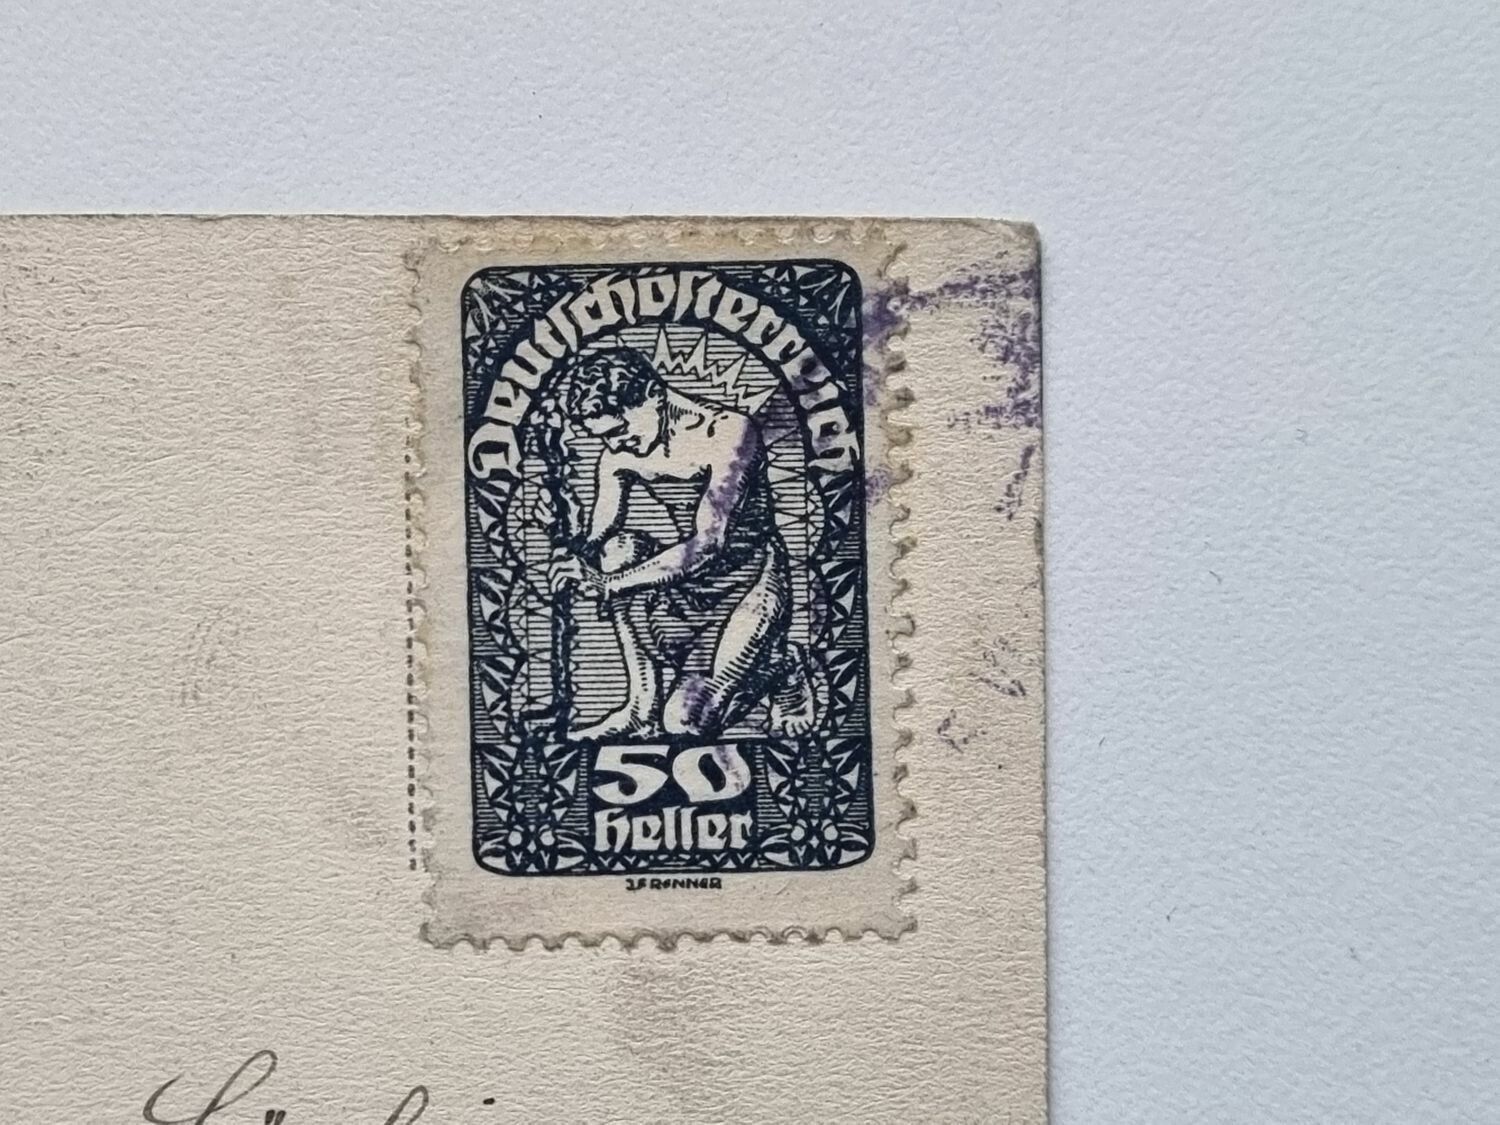 Deutschösterreich
50
heller
J.F. RENNER